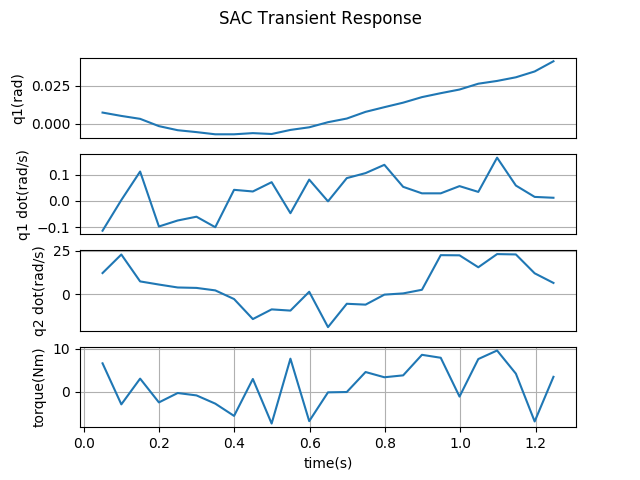 SAC Transient Response
q1(rad)
0.025
0.000
q1 dot(rad/s)
0.1
0.0
−0.1
q2 dot(rad/s)
25
0
torque(Nm)
10
0
0.0 0.2 0.4 0.6 0.8 1.0 1.2
time(s)